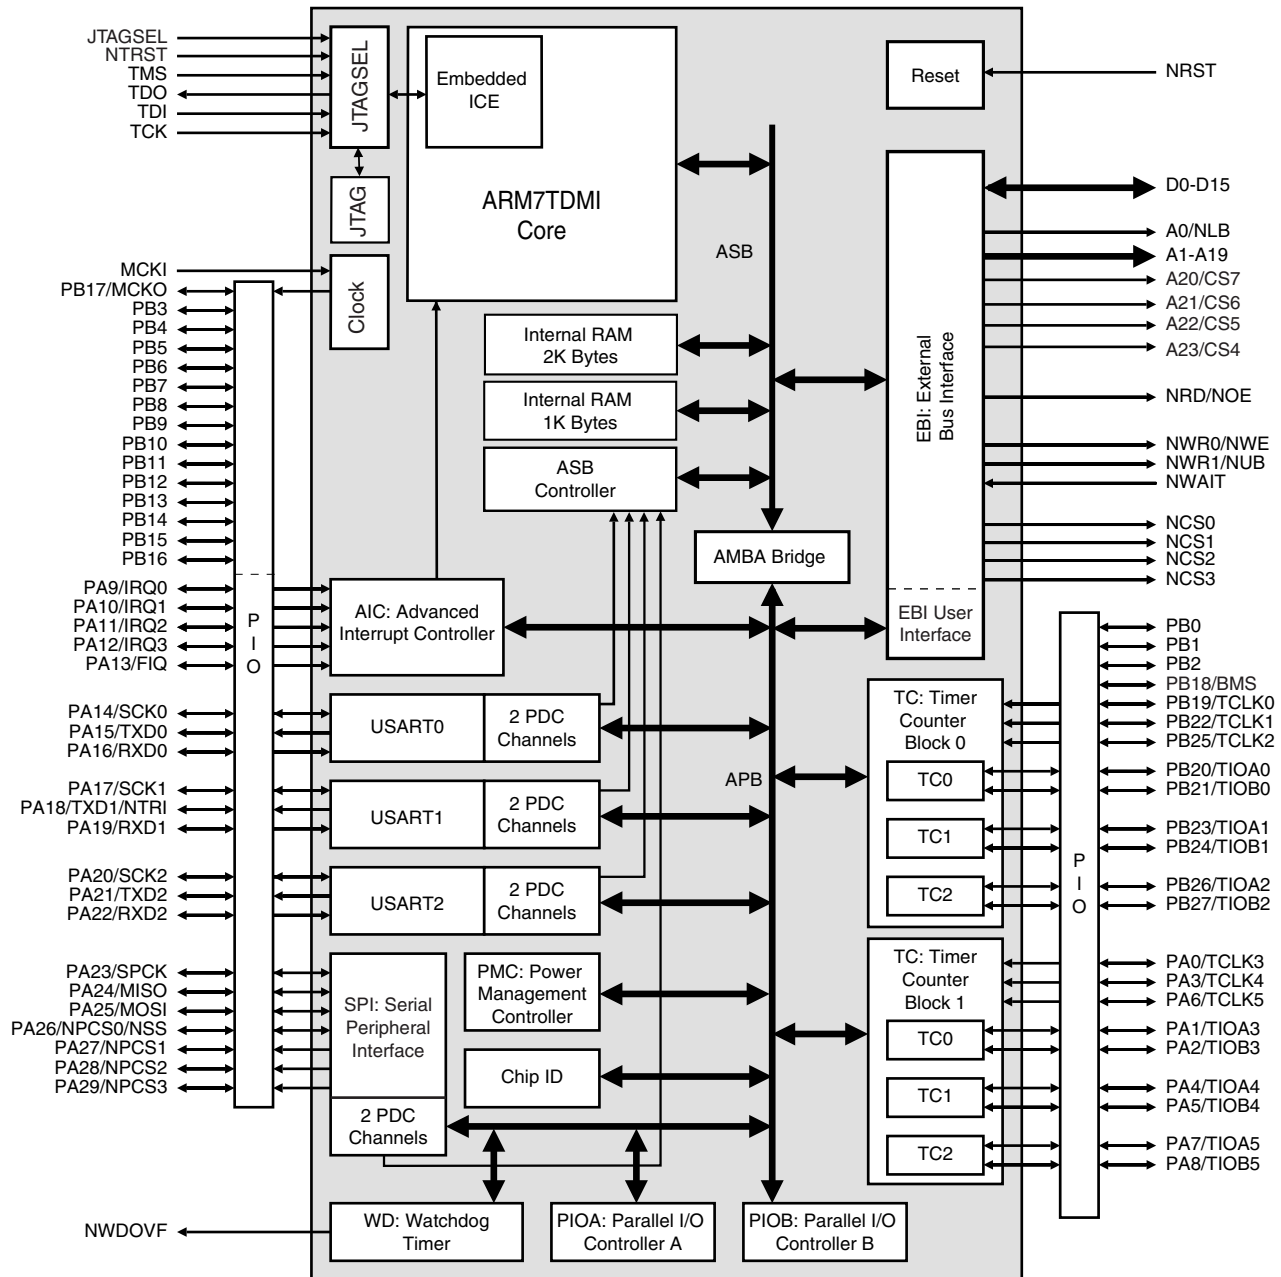 JTAGSEL
NTRST
TMS
TDO
TDI
TCK
JTAGSEL
Embedded
ICE
ARM7TDMI
Core
JTAG
Reset
NRST
MCKI
PB17/MCKO
PB3
PB4
PB5
PB6
PB7
PB8
PB9
PB10
PB11
PB12
PB13
PB14
PB15
PB16
PA9/IRQ0
PA10/IRQ1
PA11/IRQ2
PA12/IRQ3
PA13/FIQ
PA14/SCK0
PA15/TXD0
PA16/RXD0
PA17/SCK1
PA18/TXD1/NTRI
PA19/RXD1
PA20/SCK2
PA21/TXD2
PA22/RXD2
PA23/SPCK
PA24/MISO
PA25/MOSI
PA26/NPCS0/NSS
PA27/NPCS1
PA28/NPCS2
PA29/NPCS3
NWDOVF
P
I
O
Clock
ASB
Internal RAM
2K Bytes
Internal RAM
1K Bytes
ASB
Controller
AMBA Bridge
AIC: Advanced
Interrupt Controller
USART0
2 PDC
Channels
USART1
2 PDC
Channels
USART2
2 PDC
Channels
APB
SPI: Serial
Peripheral
Interface
2 PDC
Channels
PMC: Power
Management
Controller
Chip ID
WD: Watchdog
Timer
PIOA: Parallel I/O
Controller A
PIOB: Parallel I/O
Controller B
EBI: External
Bus Interface
EBI User
Interface
TC: Timer
Counter
Block 0
TC0
TC1
TC2
TC: Timer
Counter
Block 1
TC0
TC1
TC2
P
I
O
D0-D15
A0/NLB
A1-A19
A20/CS7
A21/CS6
A22/CS5
A23/CS4
NRD/NOE
NWR0/NWE
NWR1/NUB
NWAIT
NCS0
NCS1
NCS2
NCS3
PB0
PB1
PB2
PB18/BMS
PB19/TCLK0
PB22/TCLK1
PB25/TCLK2
PB20/TIOA0
PB21/TIOB0
PB23/TIOA1
PB24/TIOB1
PB26/TIOA2
PB27/TIOB2
PA0/TCLK3
PA3/TCLK4
PA6/TCLK5
PA1/TIOA3
PA2/TIOB3
PA4/TIOA4
PA5/TIOB4
PA7/TIOA5
PA8/TIOB5